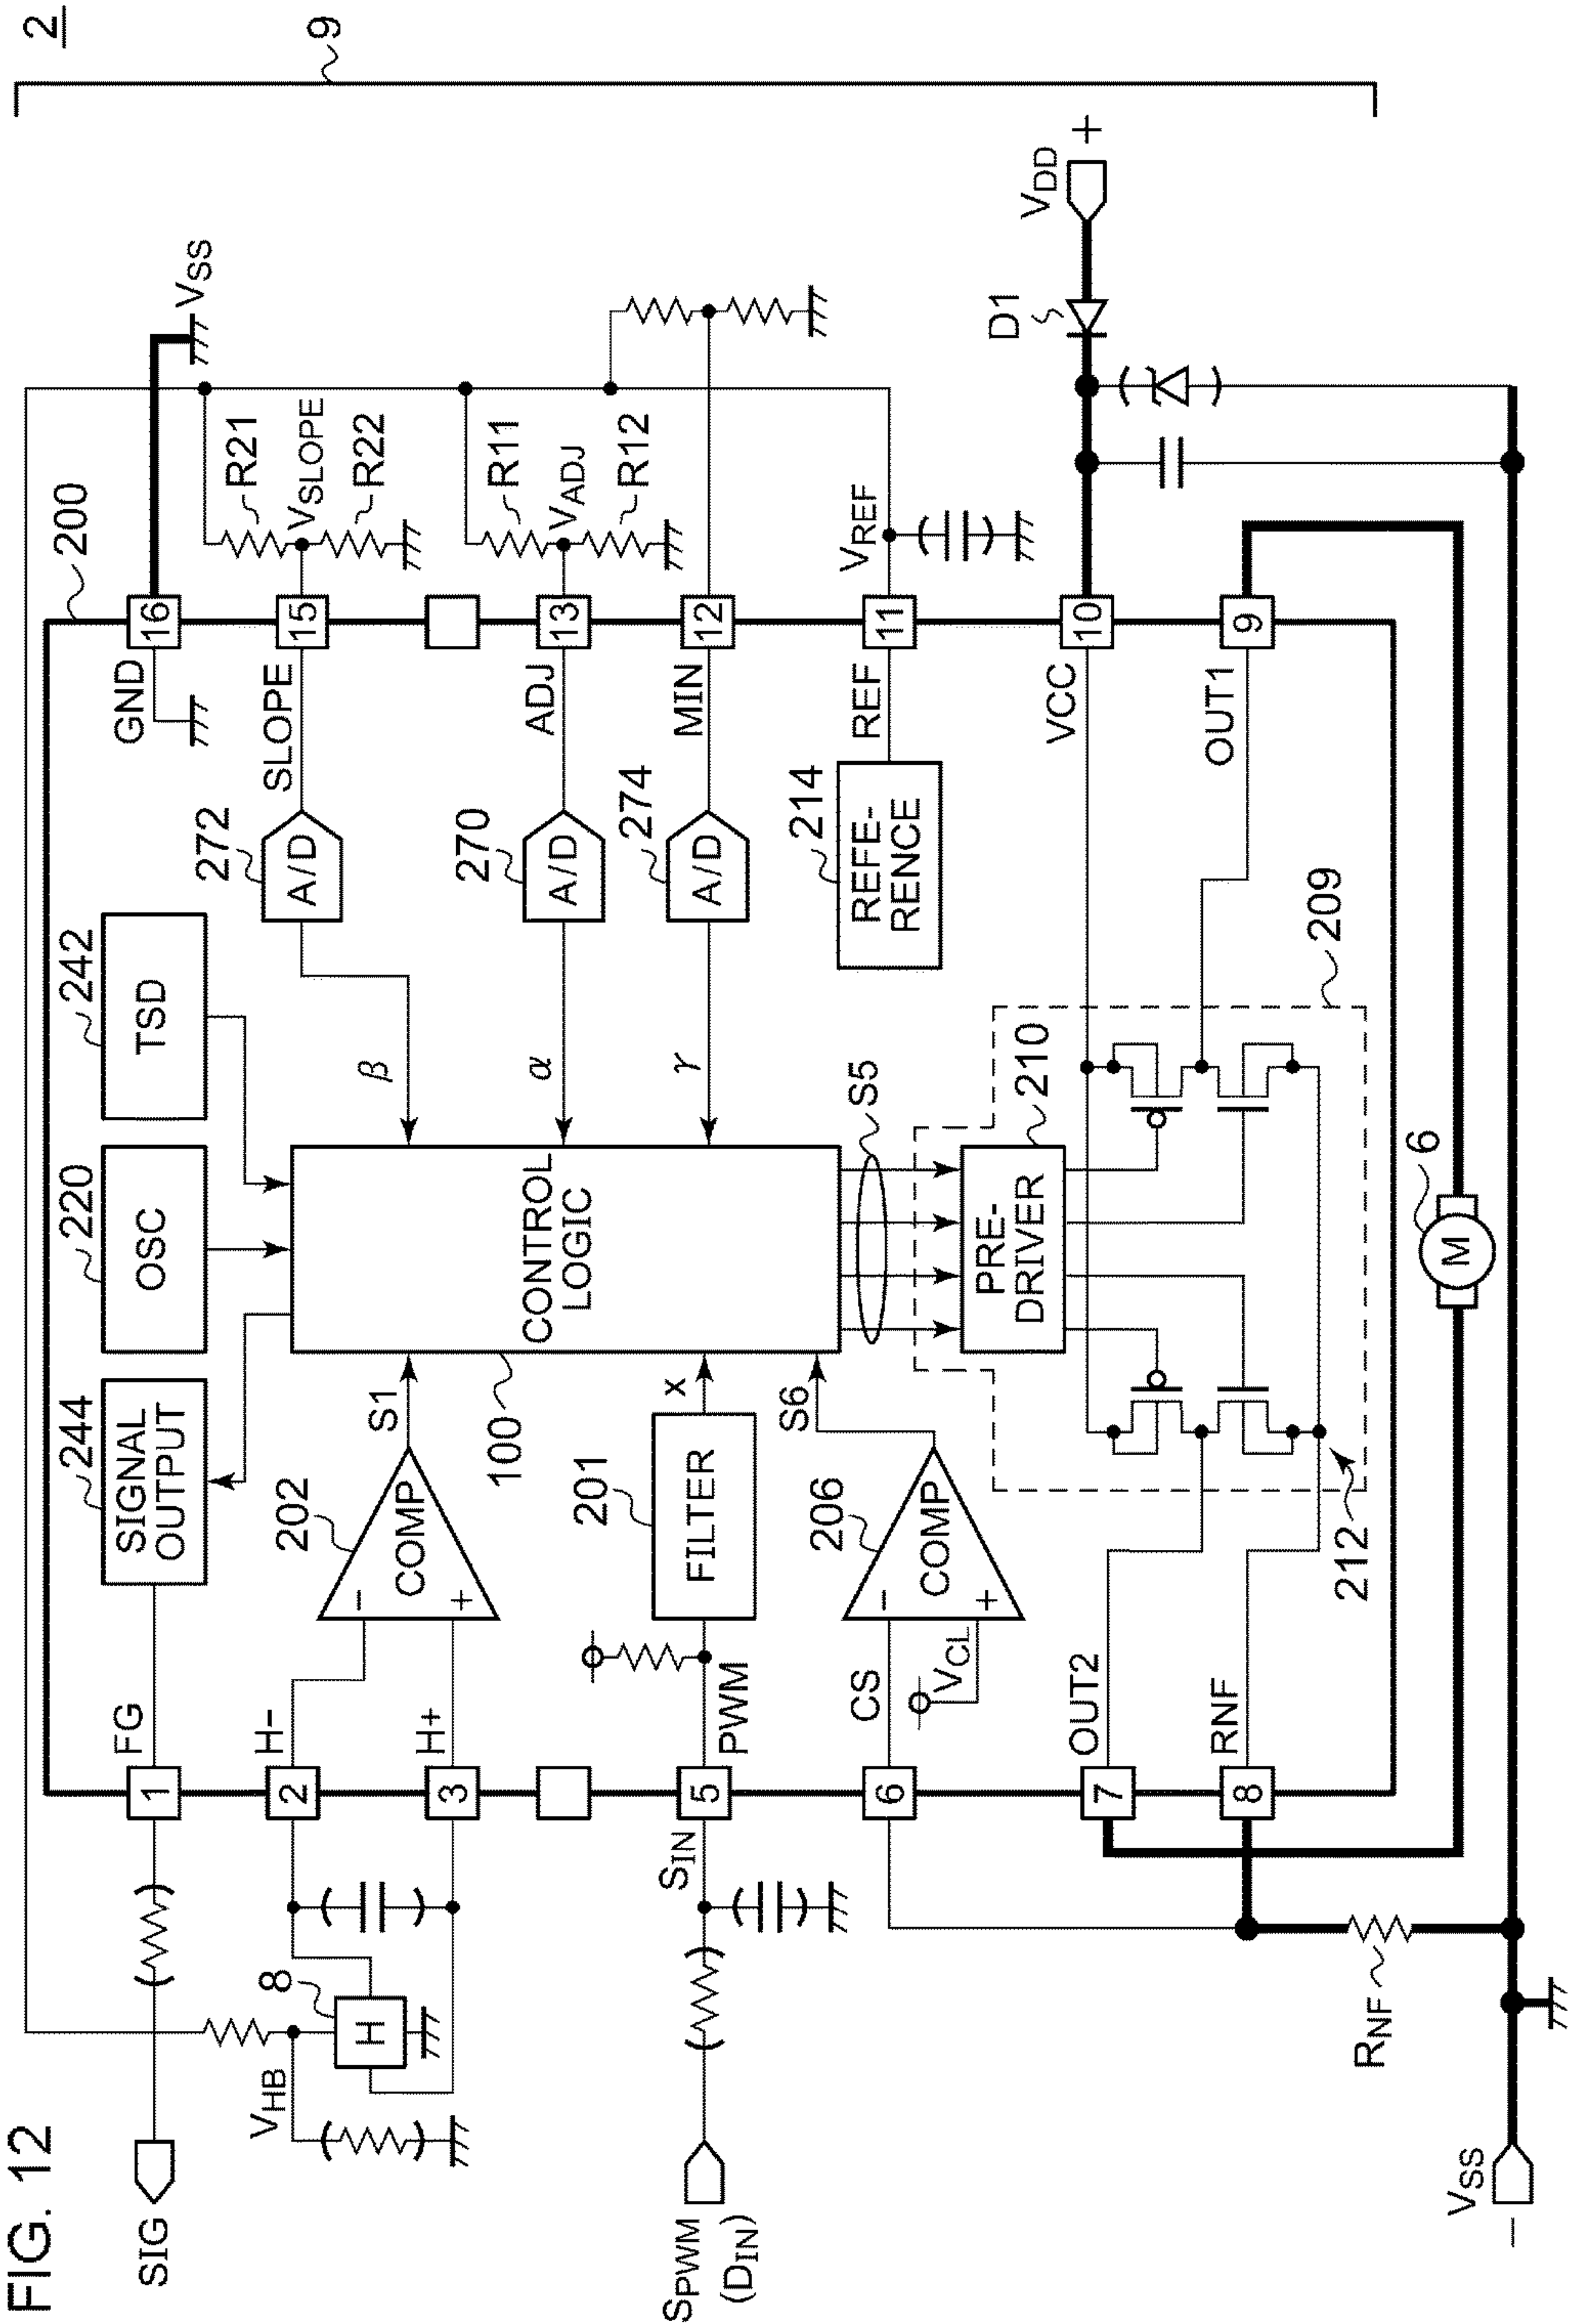 FIG. 12
2
9
200
SIG
FG
1
244
SIGNAL
OUTPUT
220
OSC
242
TSD
GND
16
VSS
VHB
8
H
H-
2
H+
3
202
COMP
-
+
S1
100
CONTROL
LOGIC
β
272
A/D
SLOPE
15
R21
VSLOPE
R22
α
270
A/D
ADJ
13
R11
VADJ
R12
γ
274
A/D
MIN
12
SPWM
(DIN)
SIN
5
PWM
201
FILTER
x
214
REFE-
RENCE
REF
11
VREF
CS
6
VCL
206
COMP
-
+
S6
S5
210
PRE-
DRIVER
209
212
OUT2
7
RNF
8
VCC
10
OUT1
9
D1
VDD
+
6
M
RNF
VSS
−